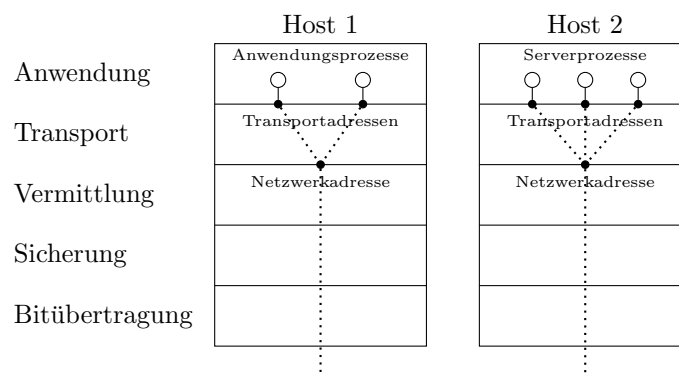 Host 1 Host 2
Anwendungsprozesse Serverprozesse
Anwendung
Transportadressen Transportadressen
Transport
Netzwerkadresse Netzwerkadresse
Vermittlung
Sicherung
Bitübertragung